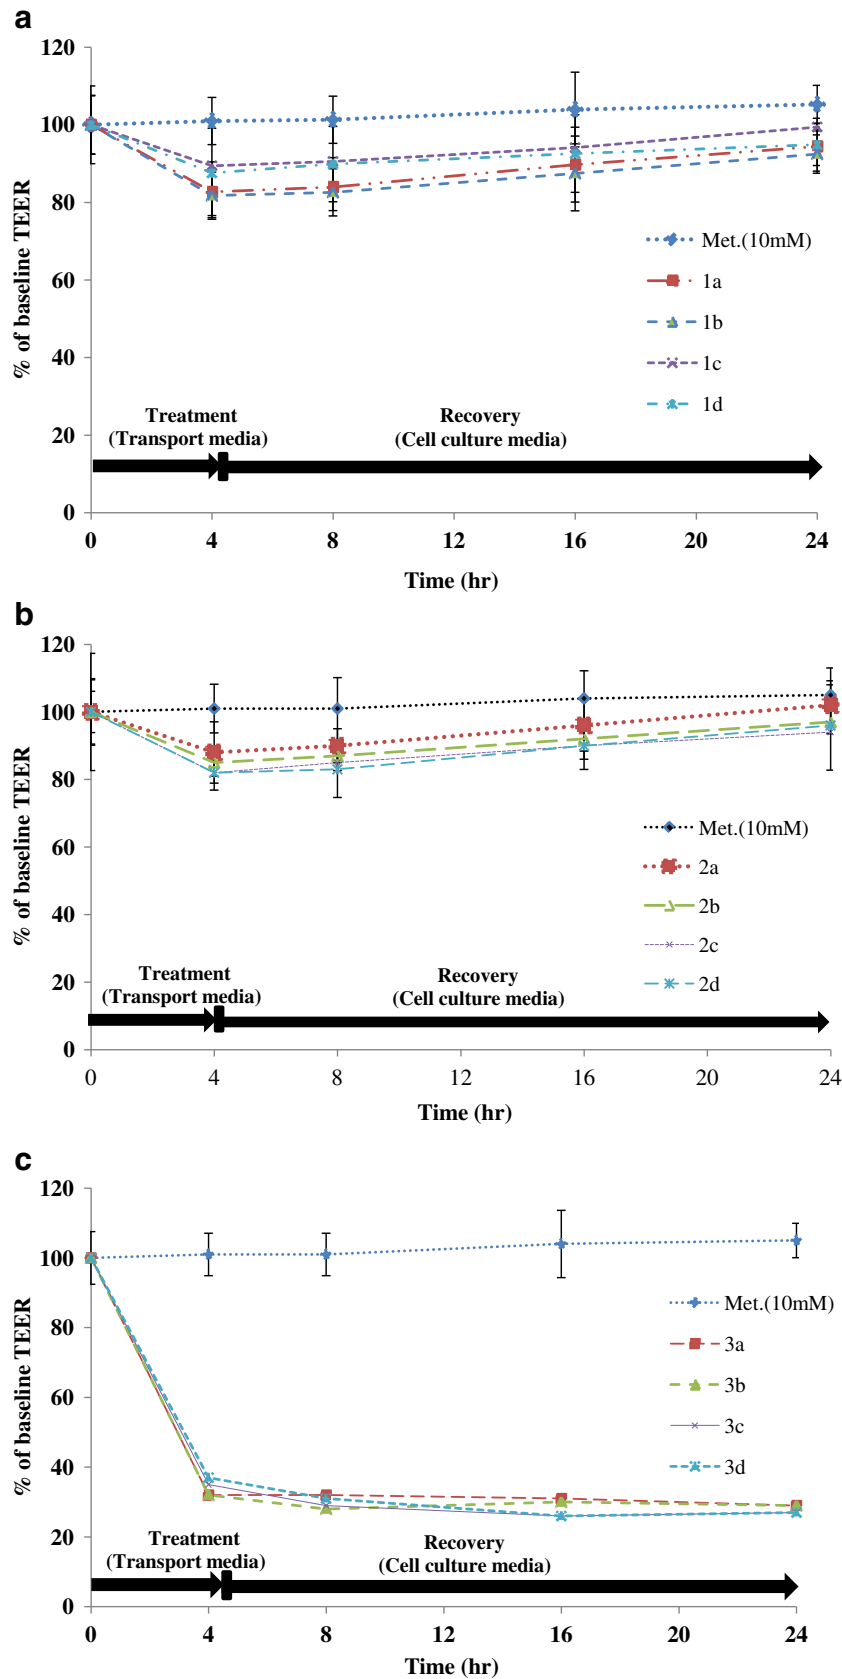 a
120
100
80
60
40
20
0
% of baseline TEER
Met.(10mM)
1a
1b
1c
1d
Treatment
(Transport media)
Recovery
(Cell culture media)
0 4 8 12 16 20 24
Time (hr)
b
120
100
80
60
40
20
0
% of baseline TEER
Met.(10mM)
2a
2b
2c
2d
Treatment
(Transport media)
Recovery
(Cell culture media)
0 4 8 12 16 20 24
Time (hr)
c
120
100
80
60
40
20
0
% of baseline TEER
Met.(10mM)
3a
3b
3c
3d
Treatment
(Transport media)
Recovery
(Cell culture media)
0 4 8 12 16 20 24
Time (hr)